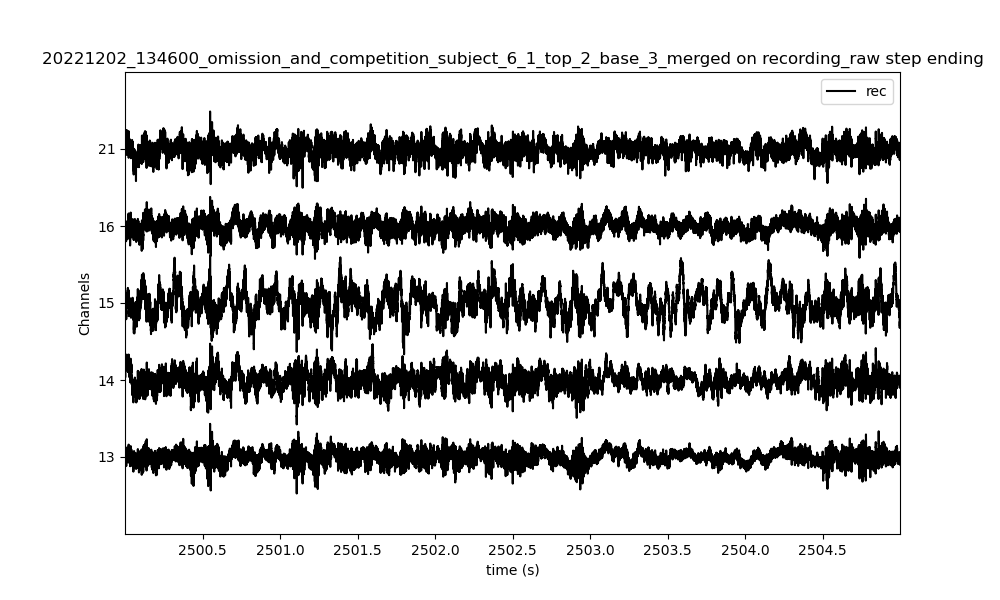 20221202_134600_omission_and_competition_subject_6_1_top_2_base_3_merged on recording_raw step ending
rec
21
16
15
14
13
Channels
2500.5 2501.0 2501.5 2502.0 2502.5 2503.0 2503.5 2504.0 2504.5
time (s)